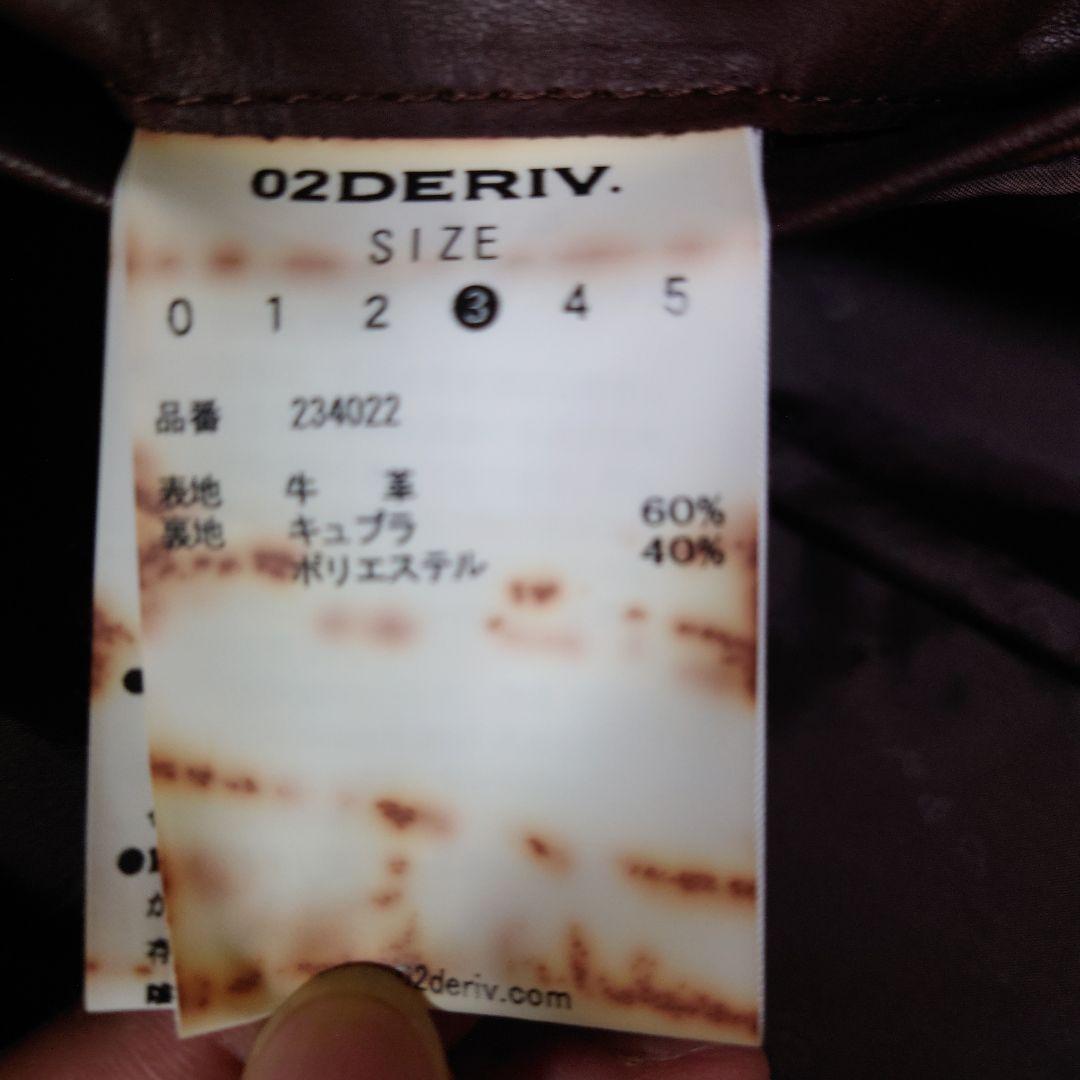 02DERIV.
SIZE
0 1 2 3 4 5
品番 234022
表地 牛 革
裏地 キュプラ 60%
ポリエステル 40%
2deriv.com